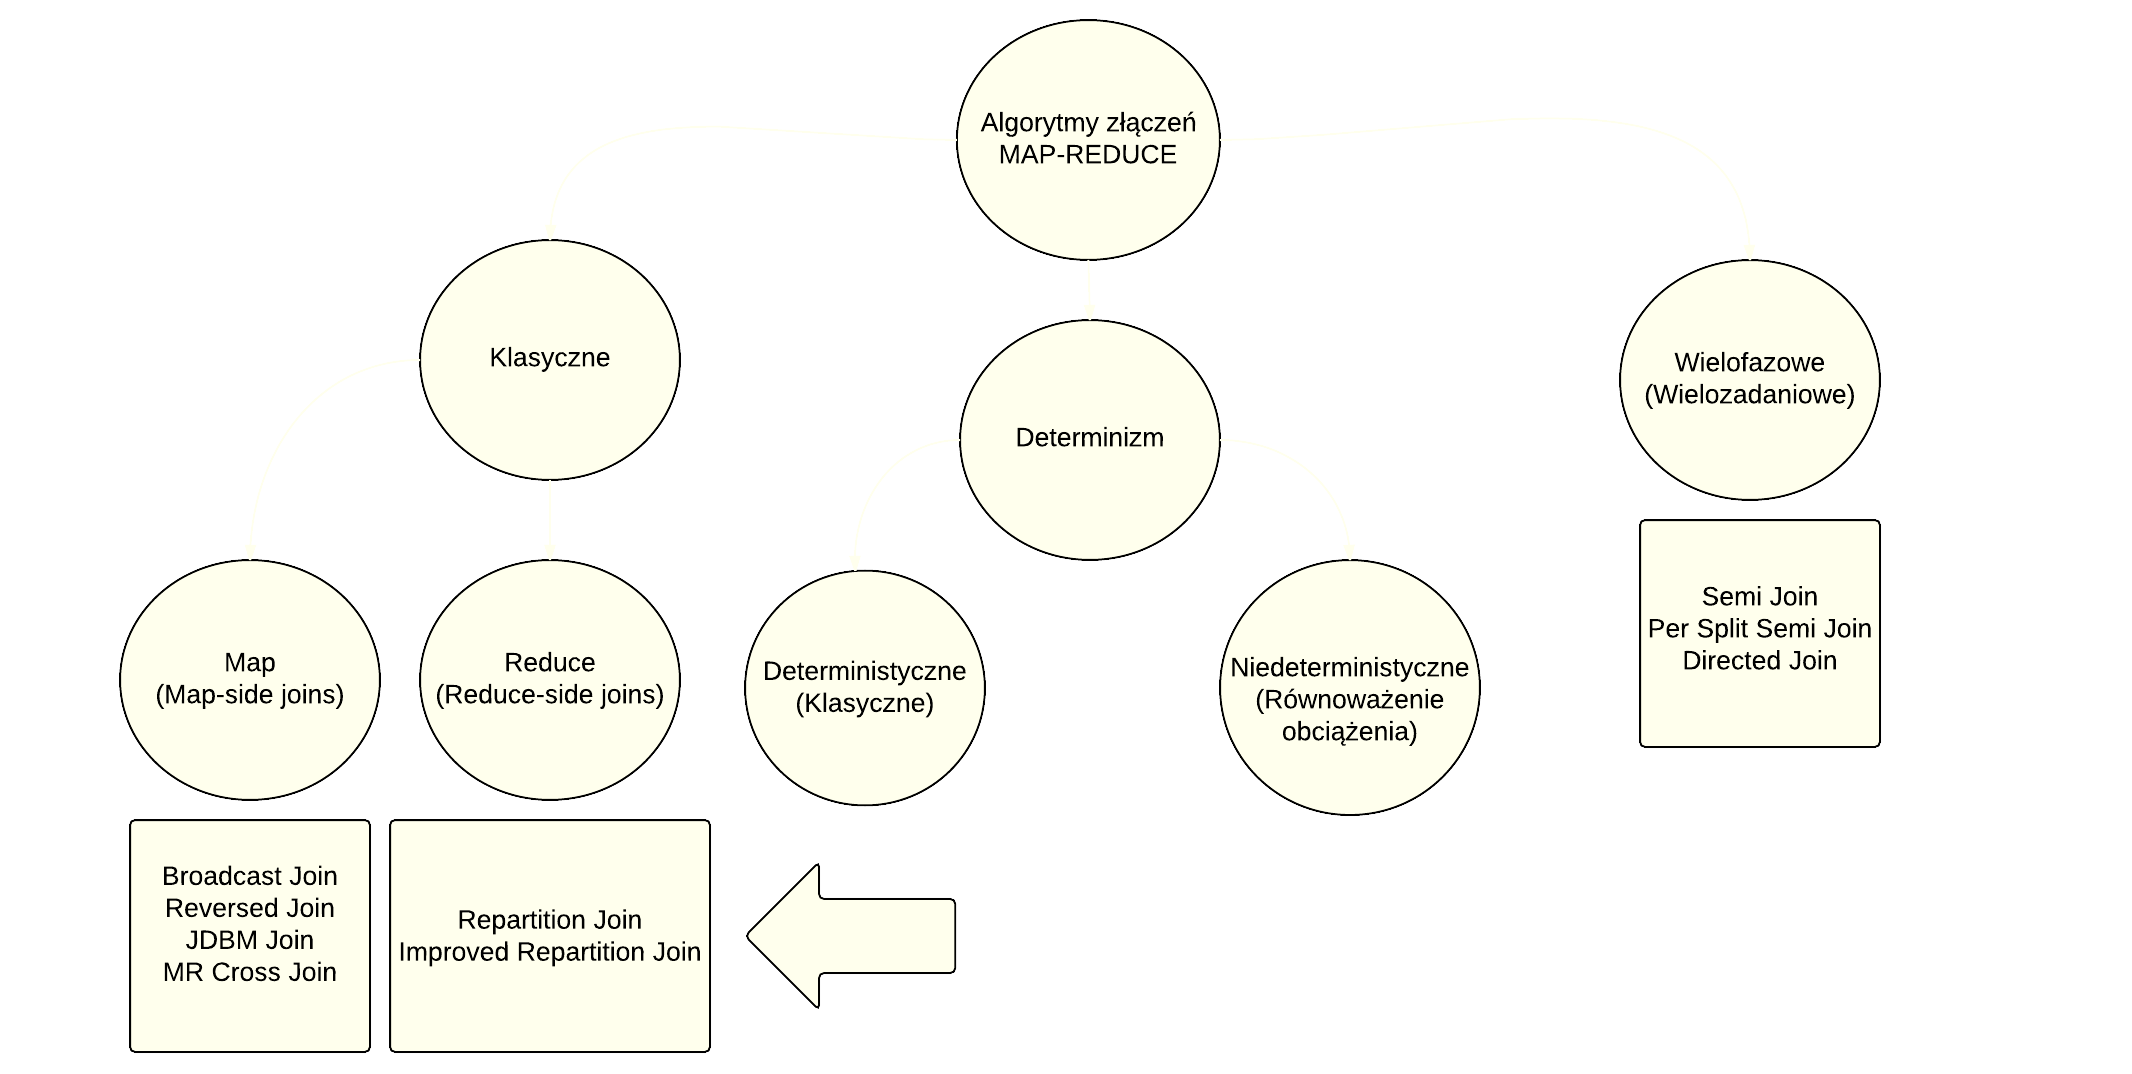 Algorytmy złączeń
MAP-REDUCE
Klasyczne
Determinizm
Wielofazowe
(Wielozadaniowe)
Map
(Map-side joins)
Reduce
(Reduce-side joins)
Deterministyczne
(Klasyczne)
Niedeterministyczne
(Równoważenie
obciążenia)
Semi Join
Per Split Semi Join
Directed Join
Broadcast Join
Reversed Join
JDBM Join
MR Cross Join
Repartition Join
Improved Repartition Join